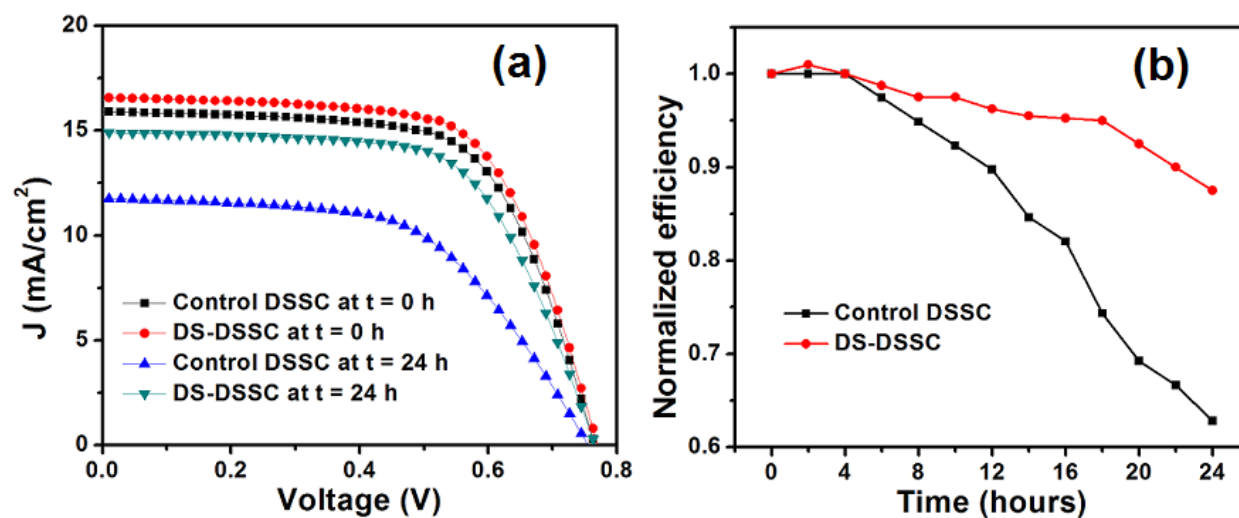 (a)
J (mA/cm²)
20
15
10
5
0
Control DSSC at t = 0 h
DS-DSSC at t = 0 h
Control DSSC at t = 24 h
DS-DSSC at t = 24 h
0.0 0.2 0.4 0.6 0.8
Voltage (V)
(b)
Normalized efficiency
1.0
0.9
0.8
0.7
0.6
Control DSSC
DS-DSSC
0 4 8 12 16 20 24
Time (hours)